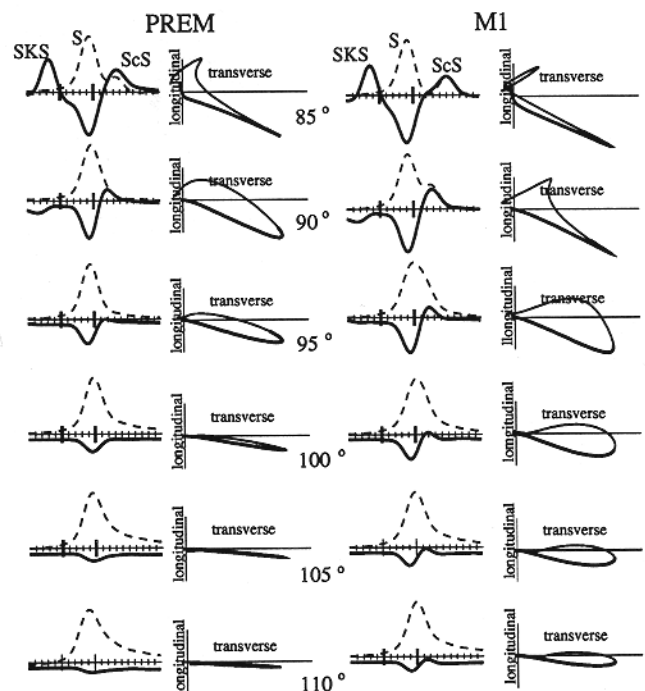 PREM M1
SKS S ScS longitudinal transverse SKS S ScS longitudinal transverse
85 °
longitudinal transverse longitudinal transverse
90 °
longitudinal transverse llongitudinal transverse
95 °
longitudinal transverse longitudinal transverse
100 °
longitudinal transverse longitudinal transverse
105 °
longitudinal transverse longitudinal transverse
110 °